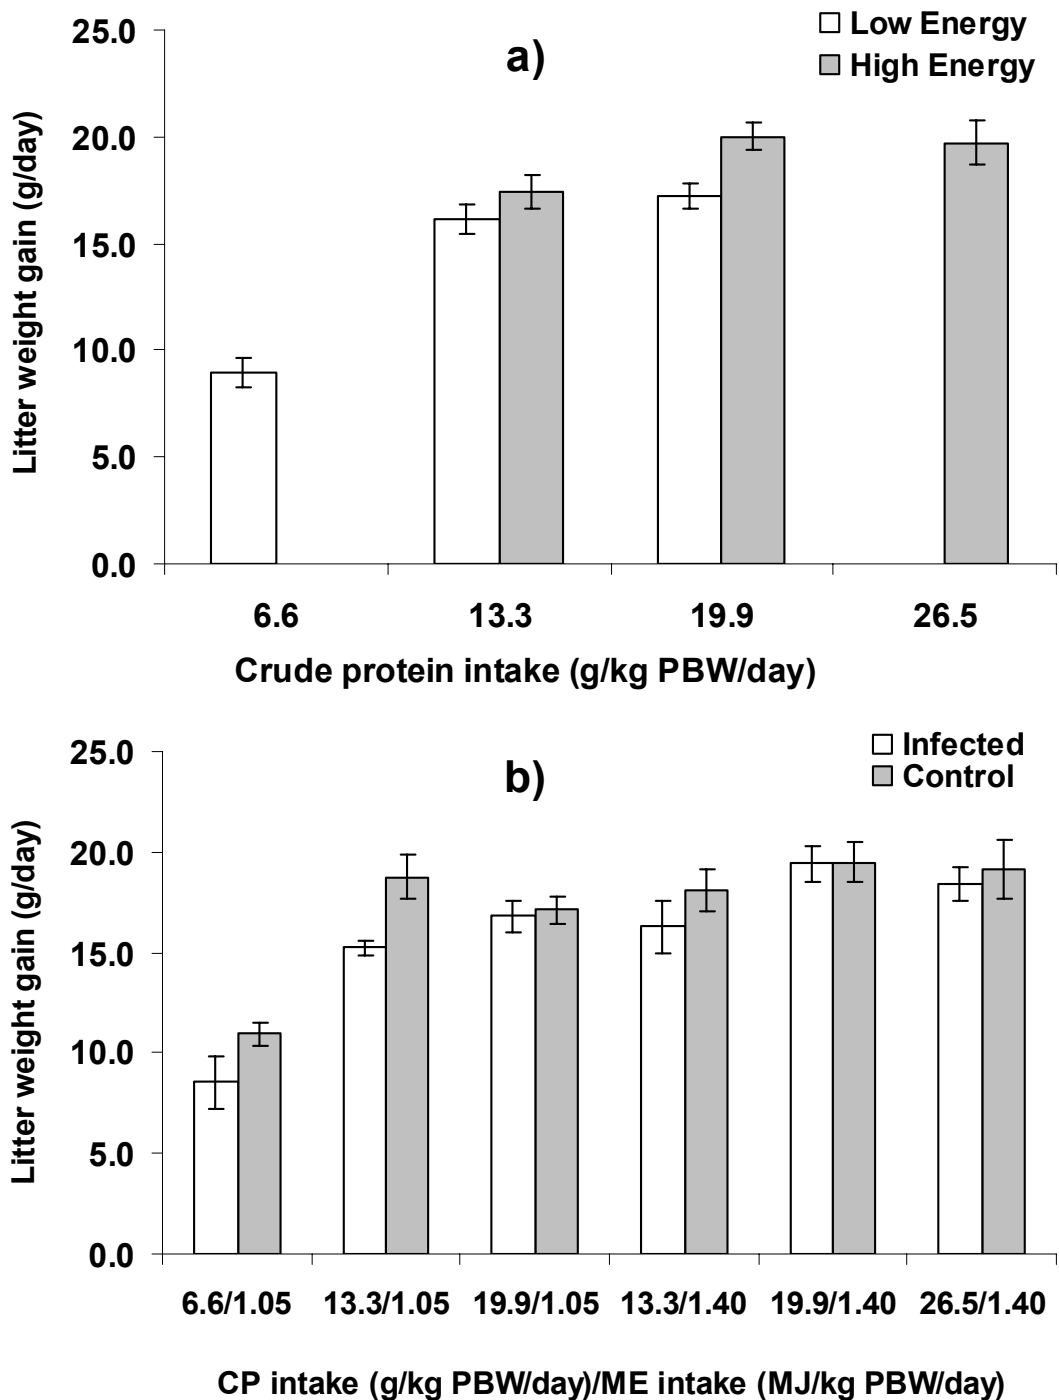 a)
Low Energy
High Energy
Litter weight gain (g/day)
25.0
20.0
15.0
10.0
5.0
0.0
6.6 13.3 19.9 26.5
Crude protein intake (g/kg PBW/day)
b)
Infected
Control
Litter weight gain (g/day)
25.0
20.0
15.0
10.0
5.0
0.0
6.6/1.05 13.3/1.05 19.9/1.05 13.3/1.40 19.9/1.40 26.5/1.40
CP intake (g/kg PBW/day)/ME intake (MJ/kg PBW/day)